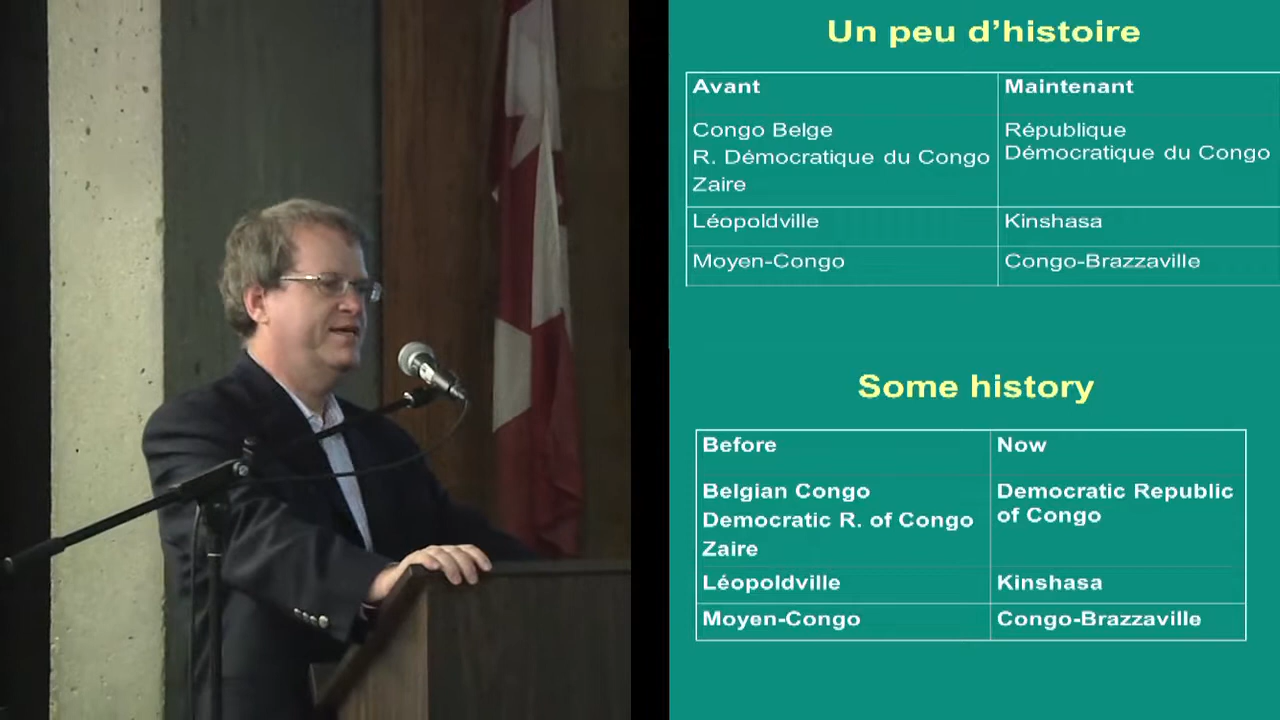 Un peu d’histoire
Avant Maintenant
Congo Belge
R. Démocratique du Congo
Zaire
République
Démocratique du Congo
Léopoldville Kinshasa
Moyen-Congo Congo-Brazzaville
Some history
Before Now
Belgian Congo
Democratic R. of Congo
Zaire
Democratic Republic
of Congo
Léopoldville Kinshasa
Moyen-Congo Congo-Brazzaville